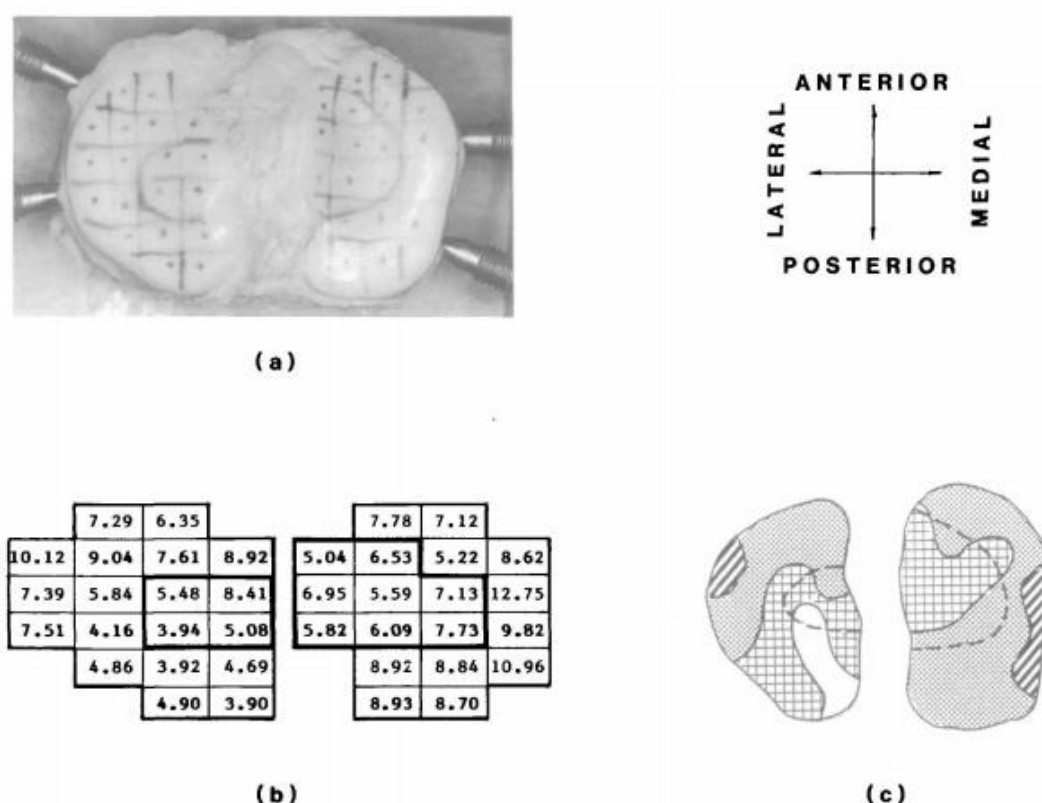 ANTERIOR
LATERAL
MEDIAL
POSTERIOR
(a)
7.29 6.35 7.78 7.12
10.12 9.04 7.61 8.92 5.04 6.53 5.22 8.62
7.39 5.84 5.48 8.41 6.95 5.59 7.13 12.75
7.51 4.16 3.94 5.08 5.82 6.09 7.73 9.82
4.86 3.92 4.69 8.92 8.84 10.96
4.90 3.90 8.93 8.70
(b) (c)